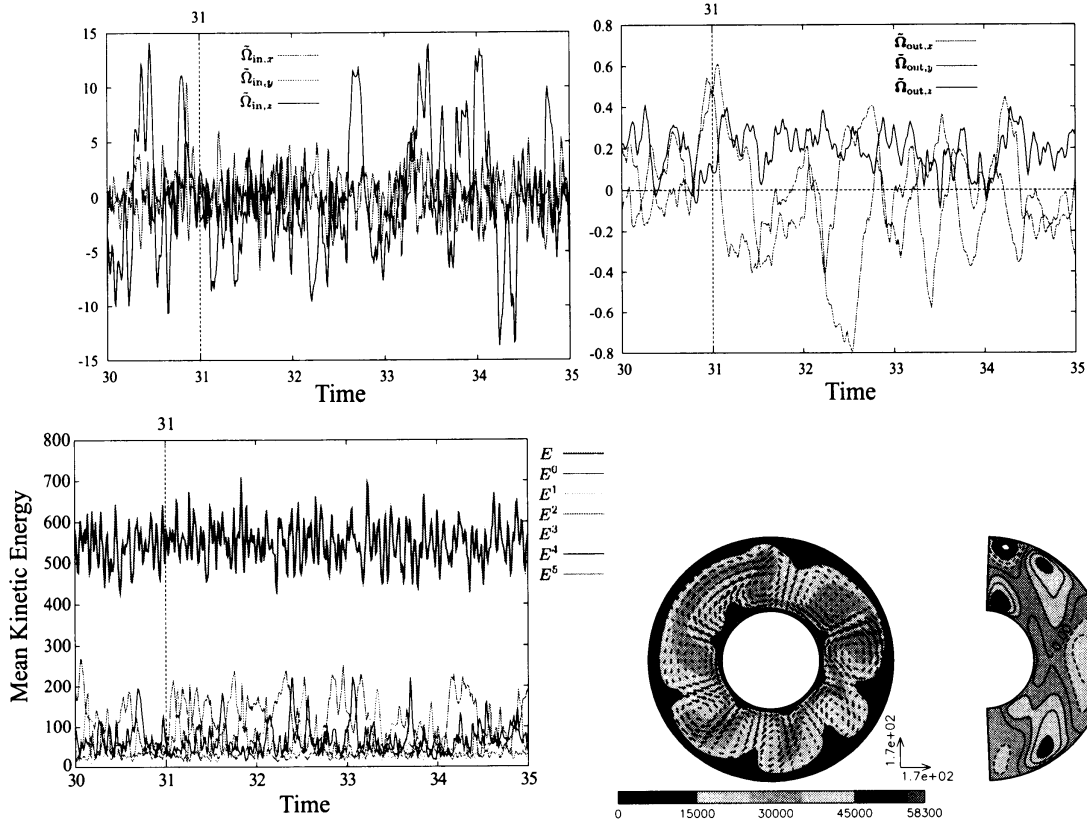 31
15
10
5
0
-5
-10
-15
Ω̃in,x
Ω̃in,y
Ω̃in,z
30 31 32 33 34 35
Time
31
0.8
0.6
0.4
0.2
0
-0.2
-0.4
-0.6
-0.8
Ω̃out,x
Ω̃out,y
Ω̃out,z
30 31 32 33 34 35
Time
31
Mean Kinetic Energy
800
700
600
500
400
300
200
100
0
E
E⁰
E¹
E²
E³
E⁴
E⁵
30 31 32 33 34 35
Time
1.7e+02
1.7e+02
0 15000 30000 45000 58300